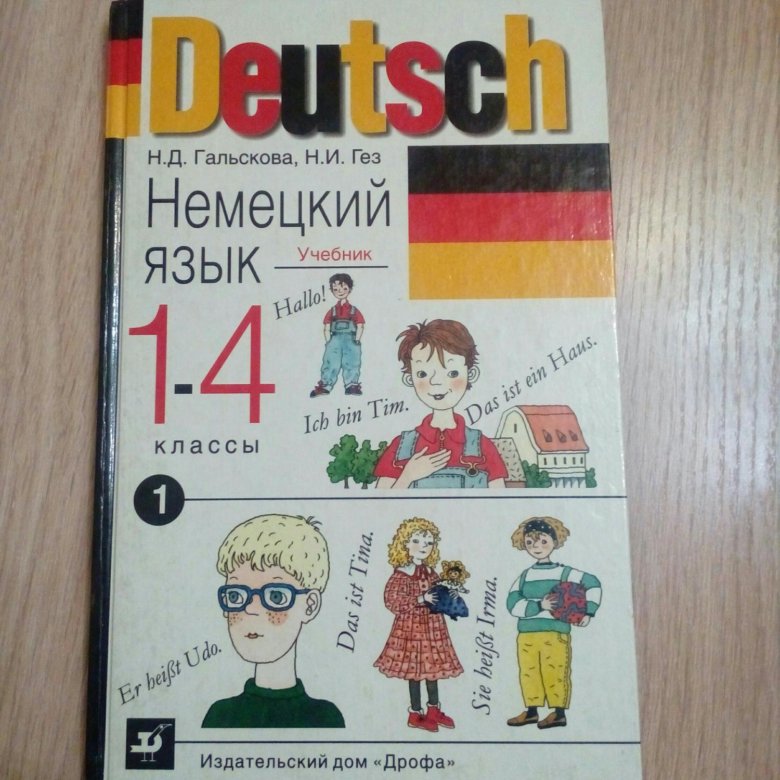 Deutsch
Н.Д. Гальскова, Н.И. Гез
Немецкий
язык
Учебник
1-4
классы
Hallo!
Ich bin Tim.
Das ist ein Haus.
1
Er heißt Udo.
Das ist Tina.
Sie heißt Irma.
Издательский дом «Дрофа»